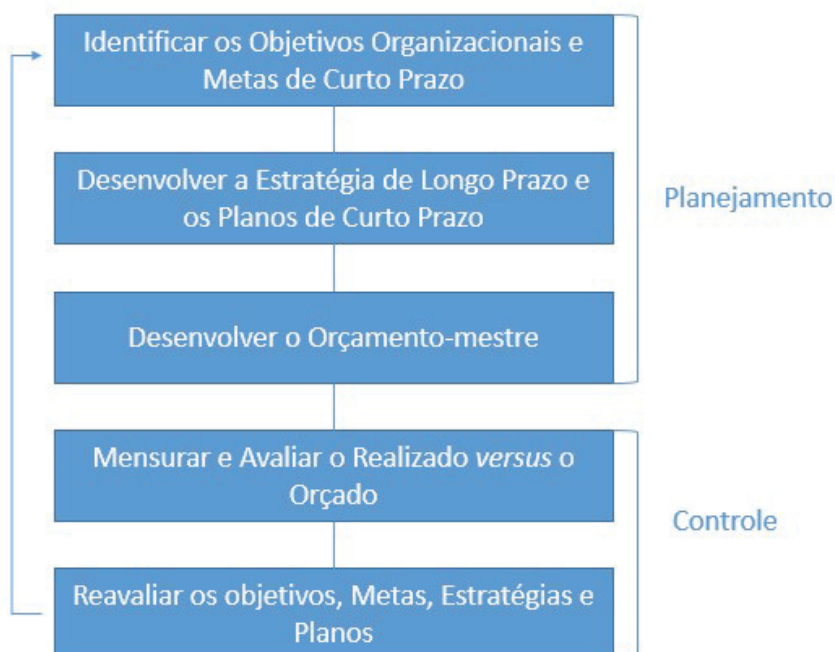 Identificar os Objetivos Organizacionais e
Metas de Curto Prazo
Desenvolver a Estratégia de Longo Prazo e
os Planos de Curto Prazo
Planejamento
Desenvolver o Orçamento-mestre
Mensurar e Avaliar o Realizado versus o
Orçado
Controle
Reavaliar os objetivos, Metas, Estratégias e
Planos